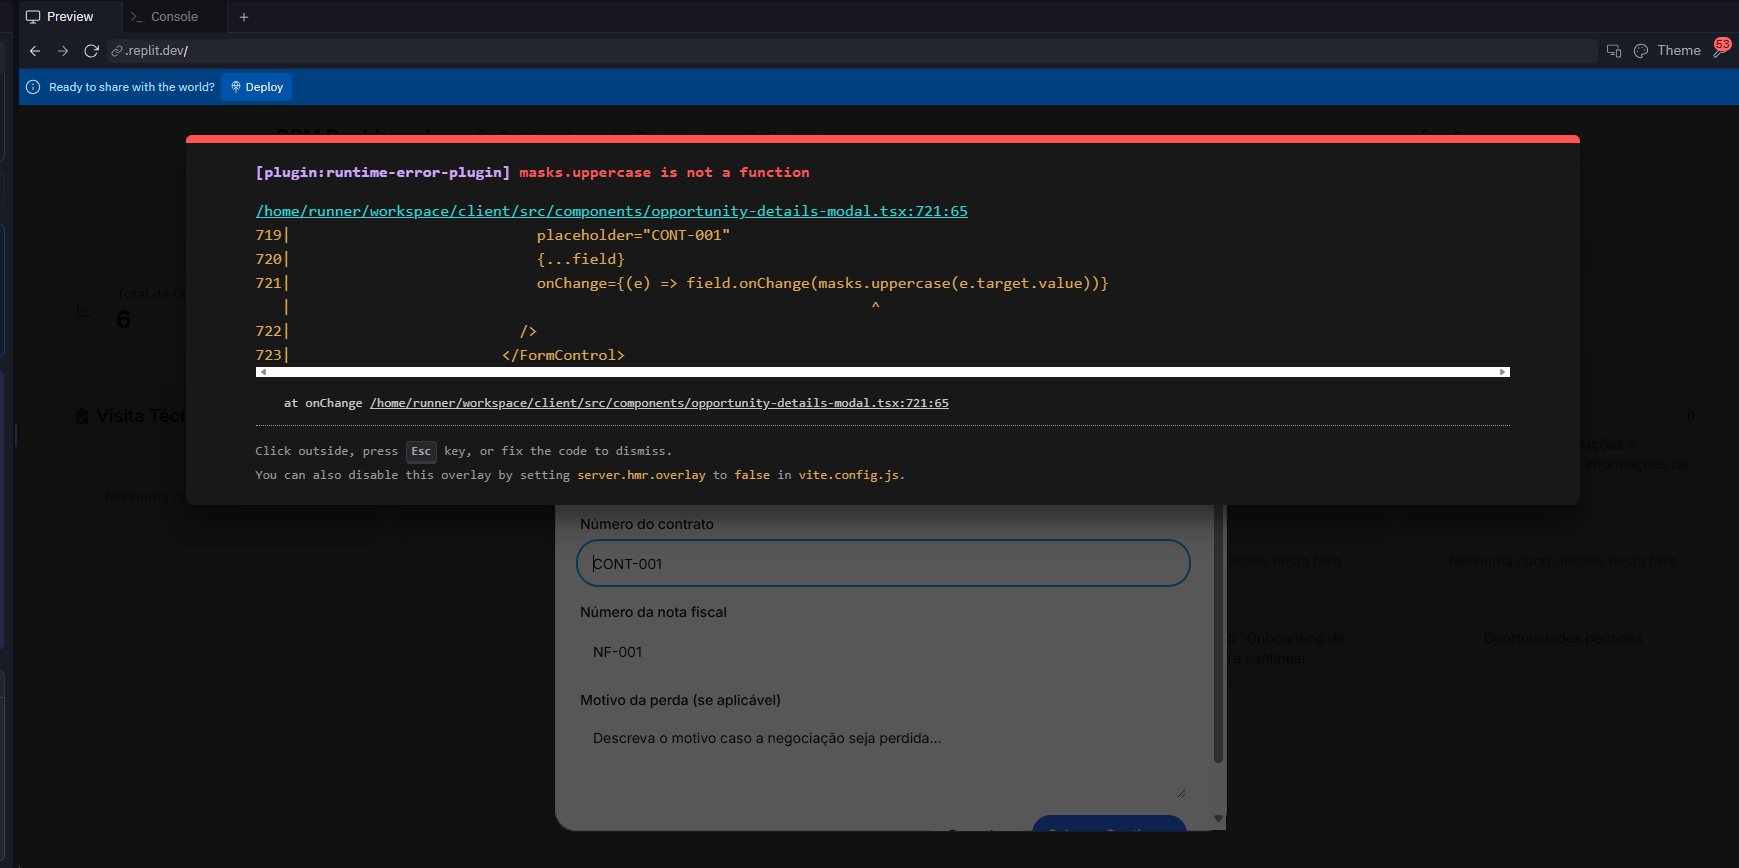 Preview
Console
.replit.dev/
Theme
53
Ready to share with the world?
Deploy
CRM Dashboard
[plugin:runtime-error-plugin] masks.uppercase is not a function
/home/runner/workspace/client/src/components/opportunity-details-modal.tsx:721:65
719| placeholder="CONT-001"
720| {...field}
721| onChange={(e) => field.onChange(masks.uppercase(e.target.value))}
| ^
722| />
723| </FormControl>
at onChange /home/runner/workspace/client/src/components/opportunity-details-modal.tsx:721:65
Click outside, press Esc key, or fix the code to dismiss.
You can also disable this overlay by setting server.hmr.overlay to false in vite.config.js.
Total de O
6
Visita Téc
Nenhuma o
0
ações e
informações de
Número do contrato
CONT-001
nidade nesta fase
Nenhuma oportunidade nesta fase
Número da nota fiscal
NF-001
o "Onboarding de
ra continuar
Oportunidades perdidas
Motivo da perda (se aplicável)
Descreva o motivo caso a negociação seja perdida...